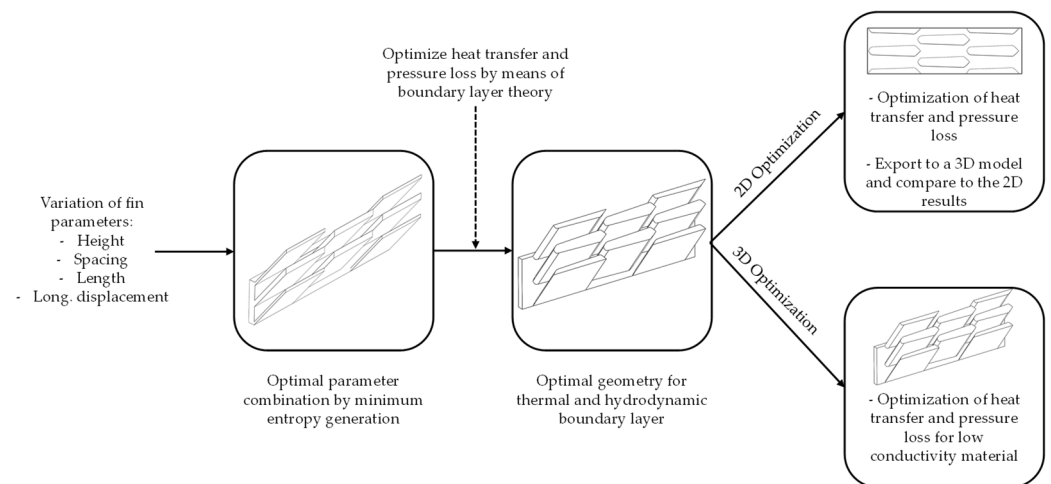 Variation of fin
parameters:
- Height
- Spacing
- Length
- Long. displacement
Optimal parameter
combination by minimum
entropy generation
Optimize heat transfer and
pressure loss by means of
boundary layer theory
Optimal geometry for
thermal and hydrodynamic
boundary layer
2D Optimization
- Optimization of heat
transfer and pressure
loss
- Export to a 3D model
and compare to the 2D
results
3D Optimization
- Optimization of heat
transfer and pressure
loss for low
conductivity material